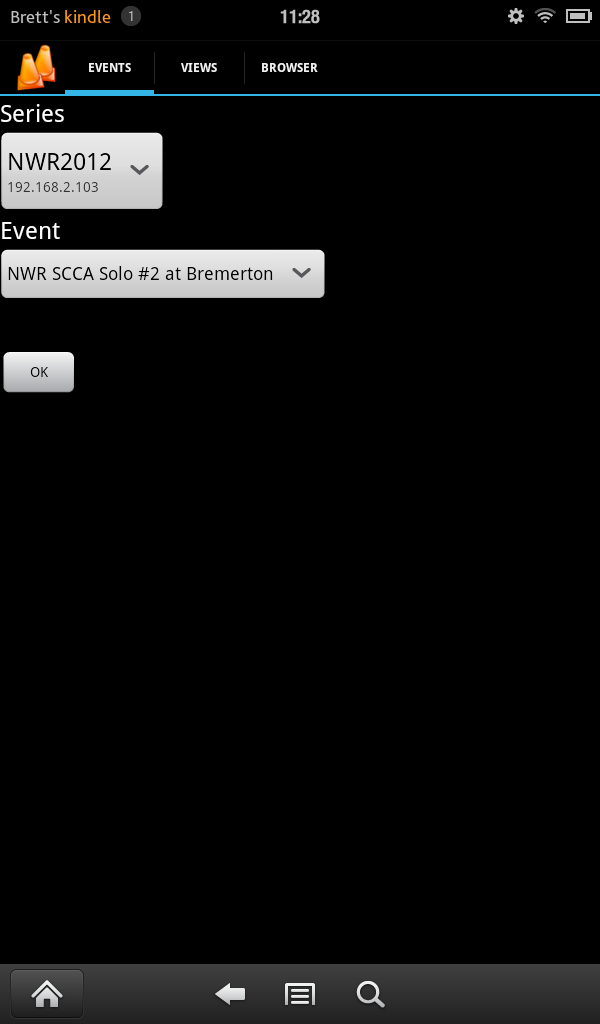 Brett's kindle 1 11:28
EVENTS VIEWS BROWSER
Series
NWR2012
192.168.2.103
Event
NWR SCCA Solo #2 at Bremerton
OK